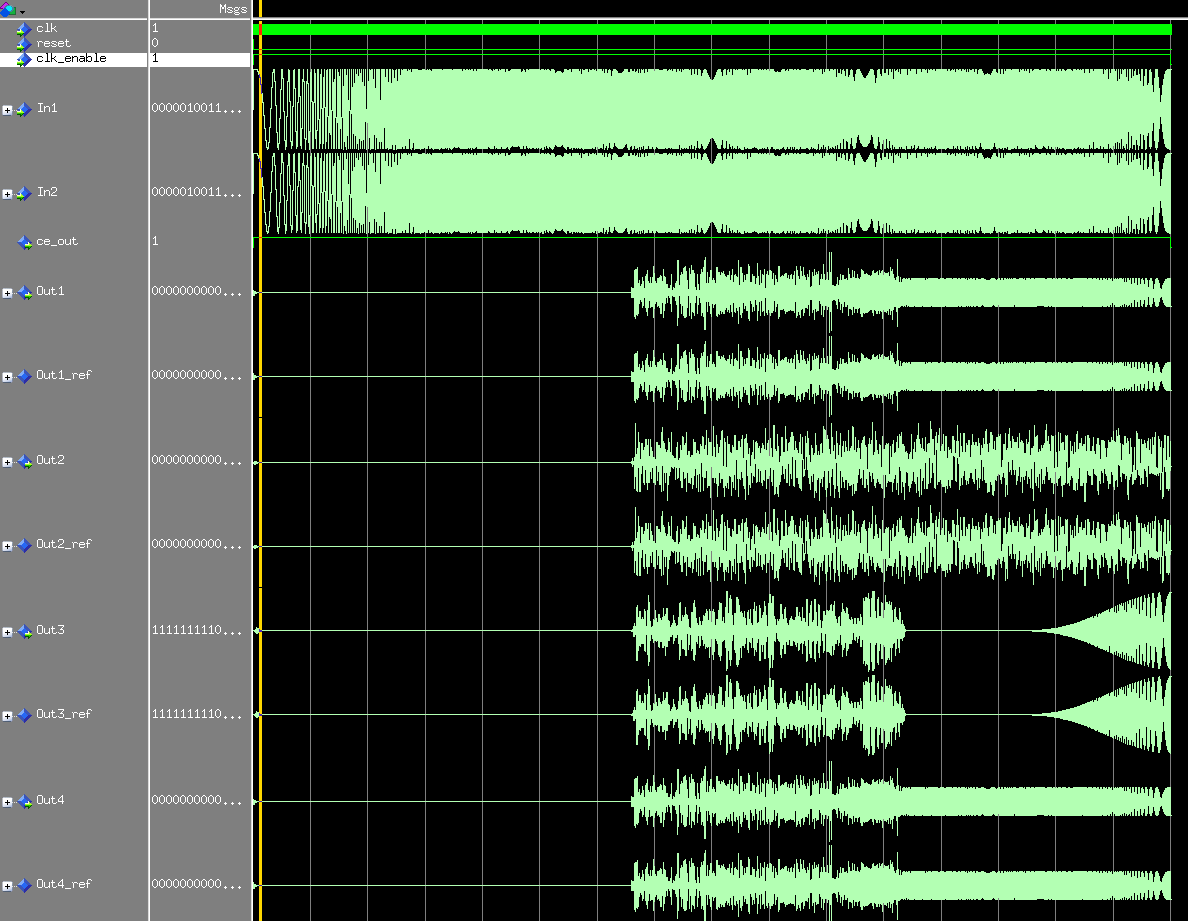 Msgs
clk 1
reset 0
clk_enable 1
In1 0000010011...
In2 0000010011...
ce_out 1
Out1 0000000000...
Out1_ref 0000000000...
Out2 0000000000...
Out2_ref 0000000000...
Out3 1111111110...
Out3_ref 1111111110...
Out4 0000000000...
Out4_ref 0000000000...